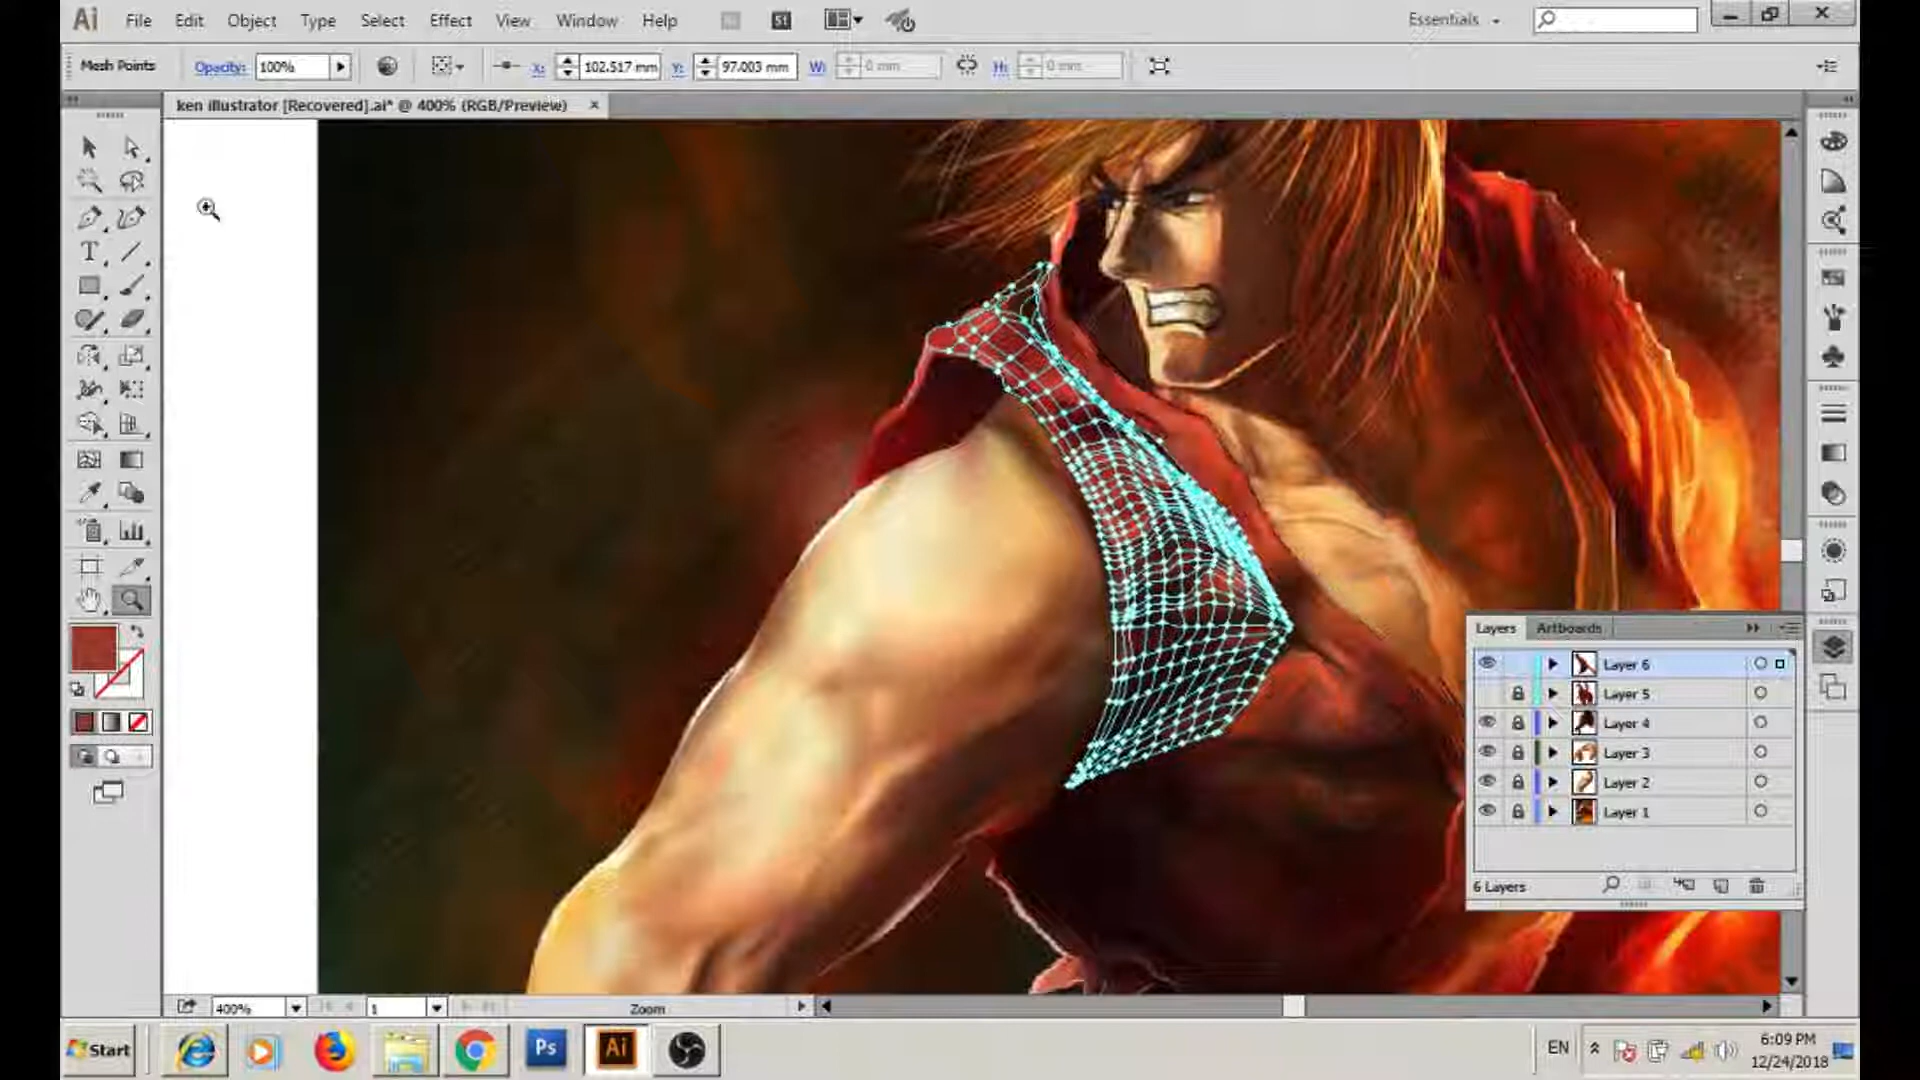 Ai File Edit Object Type Select Effect View Window Help St Essentials
Mesh Points Opacity: 100% X: 102.517 mm Y: 97.003 mm W: 0 mm H: 0 mm
ken illustrator [Recovered].ai* @ 400% (RGB/Preview)
Layers Artboards
Layer 6
Layer 5
Layer 4
Layer 3
Layer 2
Layer 1
6 Layers
400% 1 Zoom
Start Ps Ai EN 6:09 PM
12/24/2018